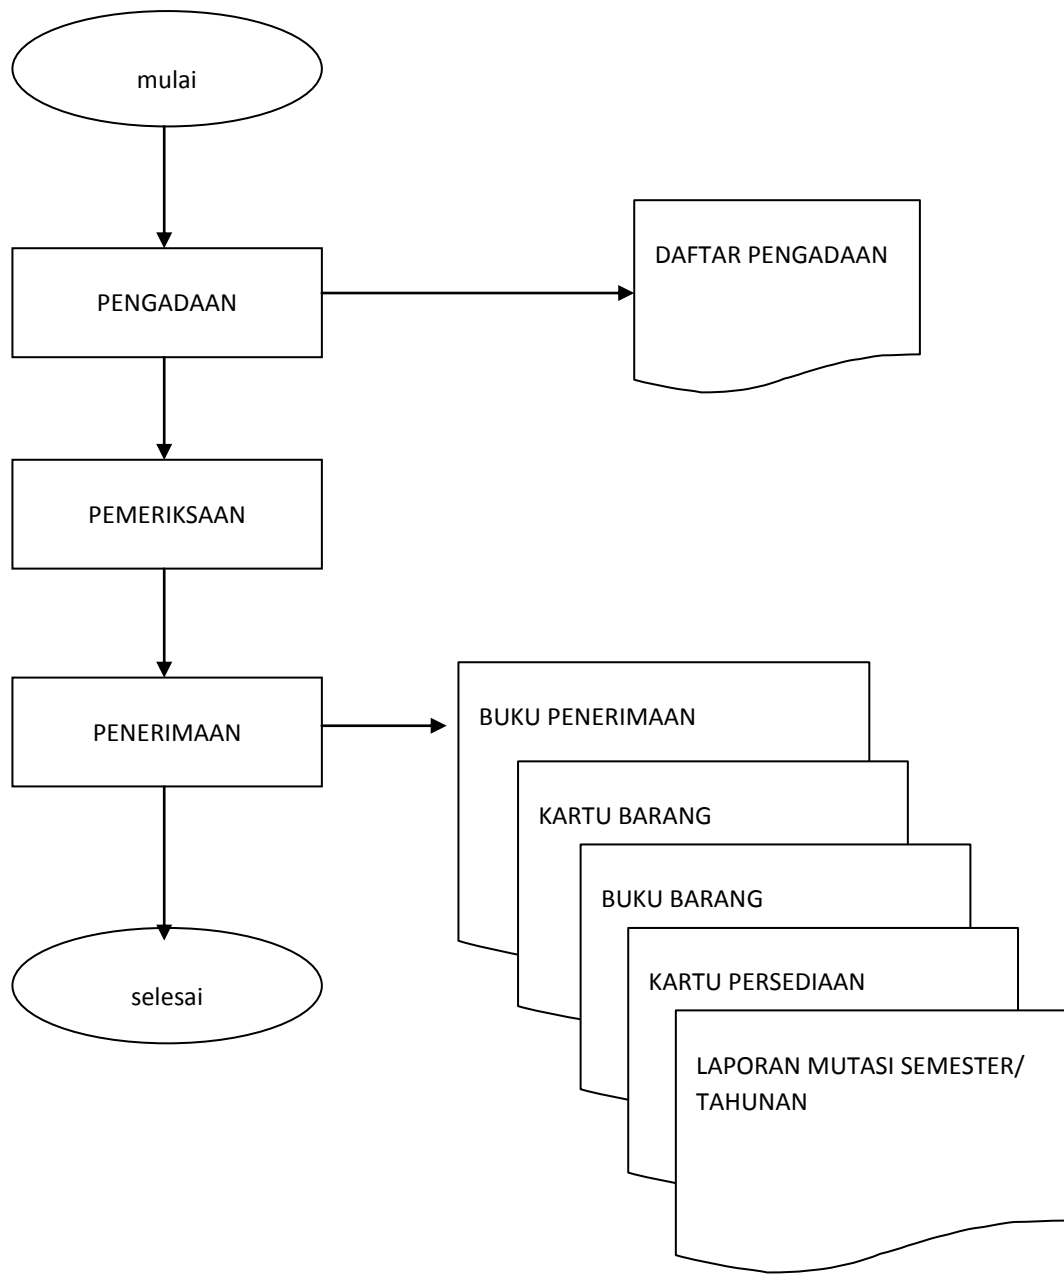 mulai
PENGADAAN
DAFTAR PENGADAAN
PEMERIKSAAN
PENERIMAAN
BUKU PENERIMAAN
KARTU BARANG
BUKU BARANG
KARTU PERSEDIAAN
LAPORAN MUTASI SEMESTER/
TAHUNAN
selesai